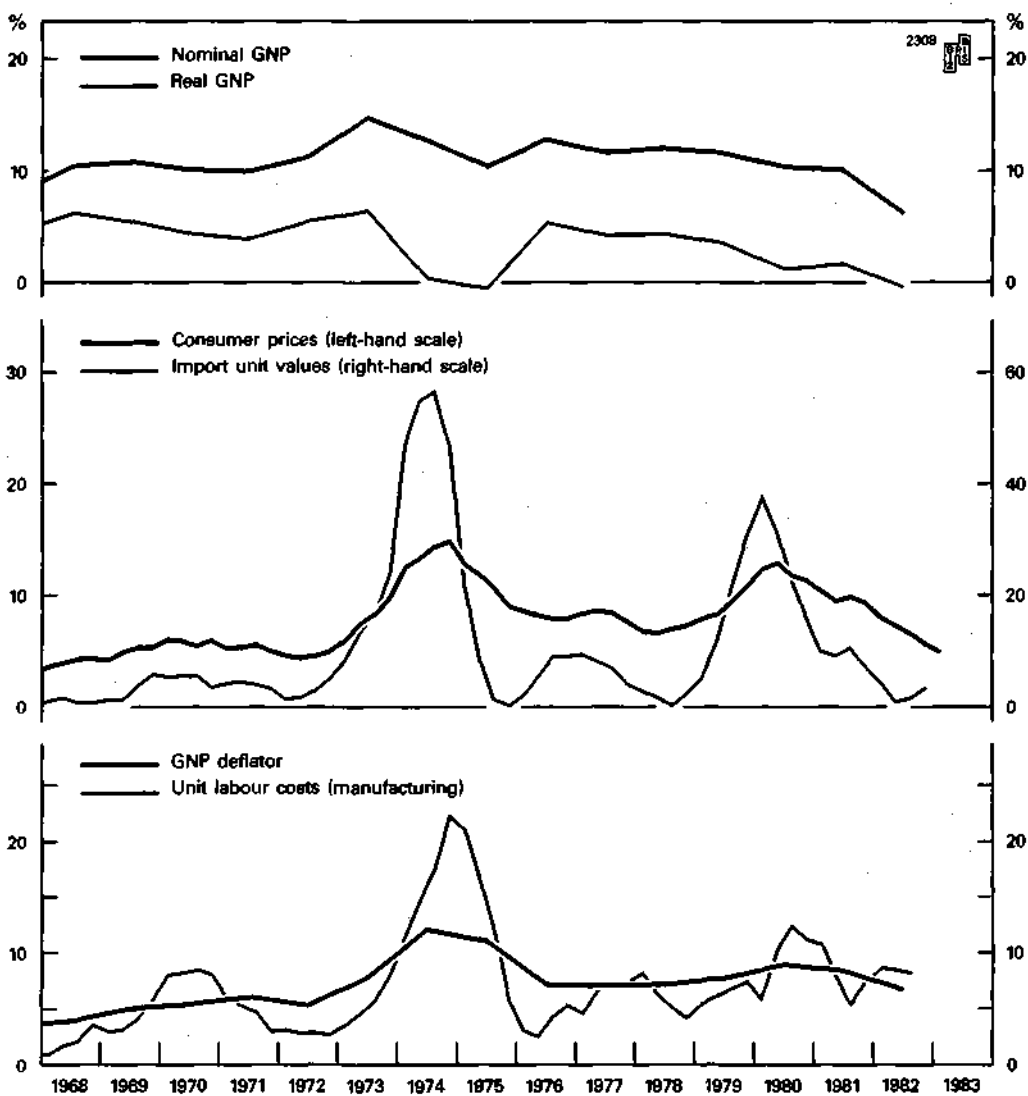 % %
2308 BRI
IZ IS
20 Nominal GNP 20
Real GNP
10 10
0 0
Consumer prices (left-hand scale)
Import unit values (right-hand scale)
30 60
20 40
10 20
0 0
GNP deflator
Unit labour costs (manufacturing)
20 20
10 10
0 0
1968 1969 1970 1971 1972 1973 1974 1975 1976 1977 1978 1979 1980 1981 1982 1983